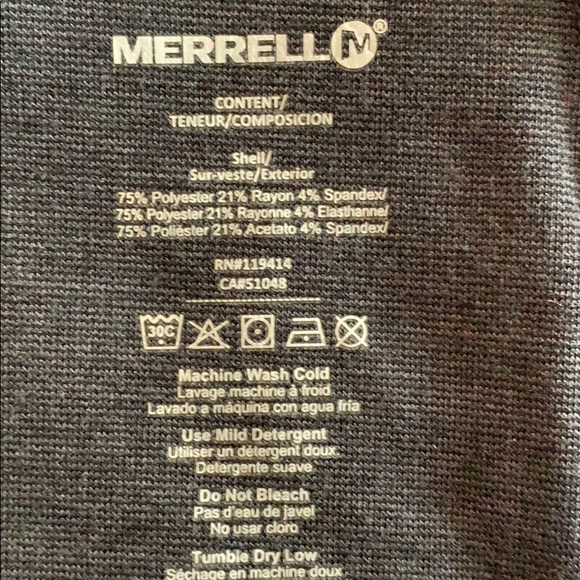 MERRELL M®
CONTENT/
TENEUR/COMPOSICION
Shell/
Sur-veste/Exterior
75% Polyester 21% Rayon 4% Spandex/
75% Polyester 21% Rayonne 4% Elasthanne/
75% Poliéster 21% Acetato 4% Spandex/
RN#119414
CA#51048
30C
Machine Wash Cold
Lavage machine à froid
Lavado a máquina con agua fría
Use Mild Detergent
Utiliser un détergent doux.
Detergente suave
Do Not Bleach
Pas d'eau de javel
No usar cloro
Tumble Dry Low
Séchage en machine doux